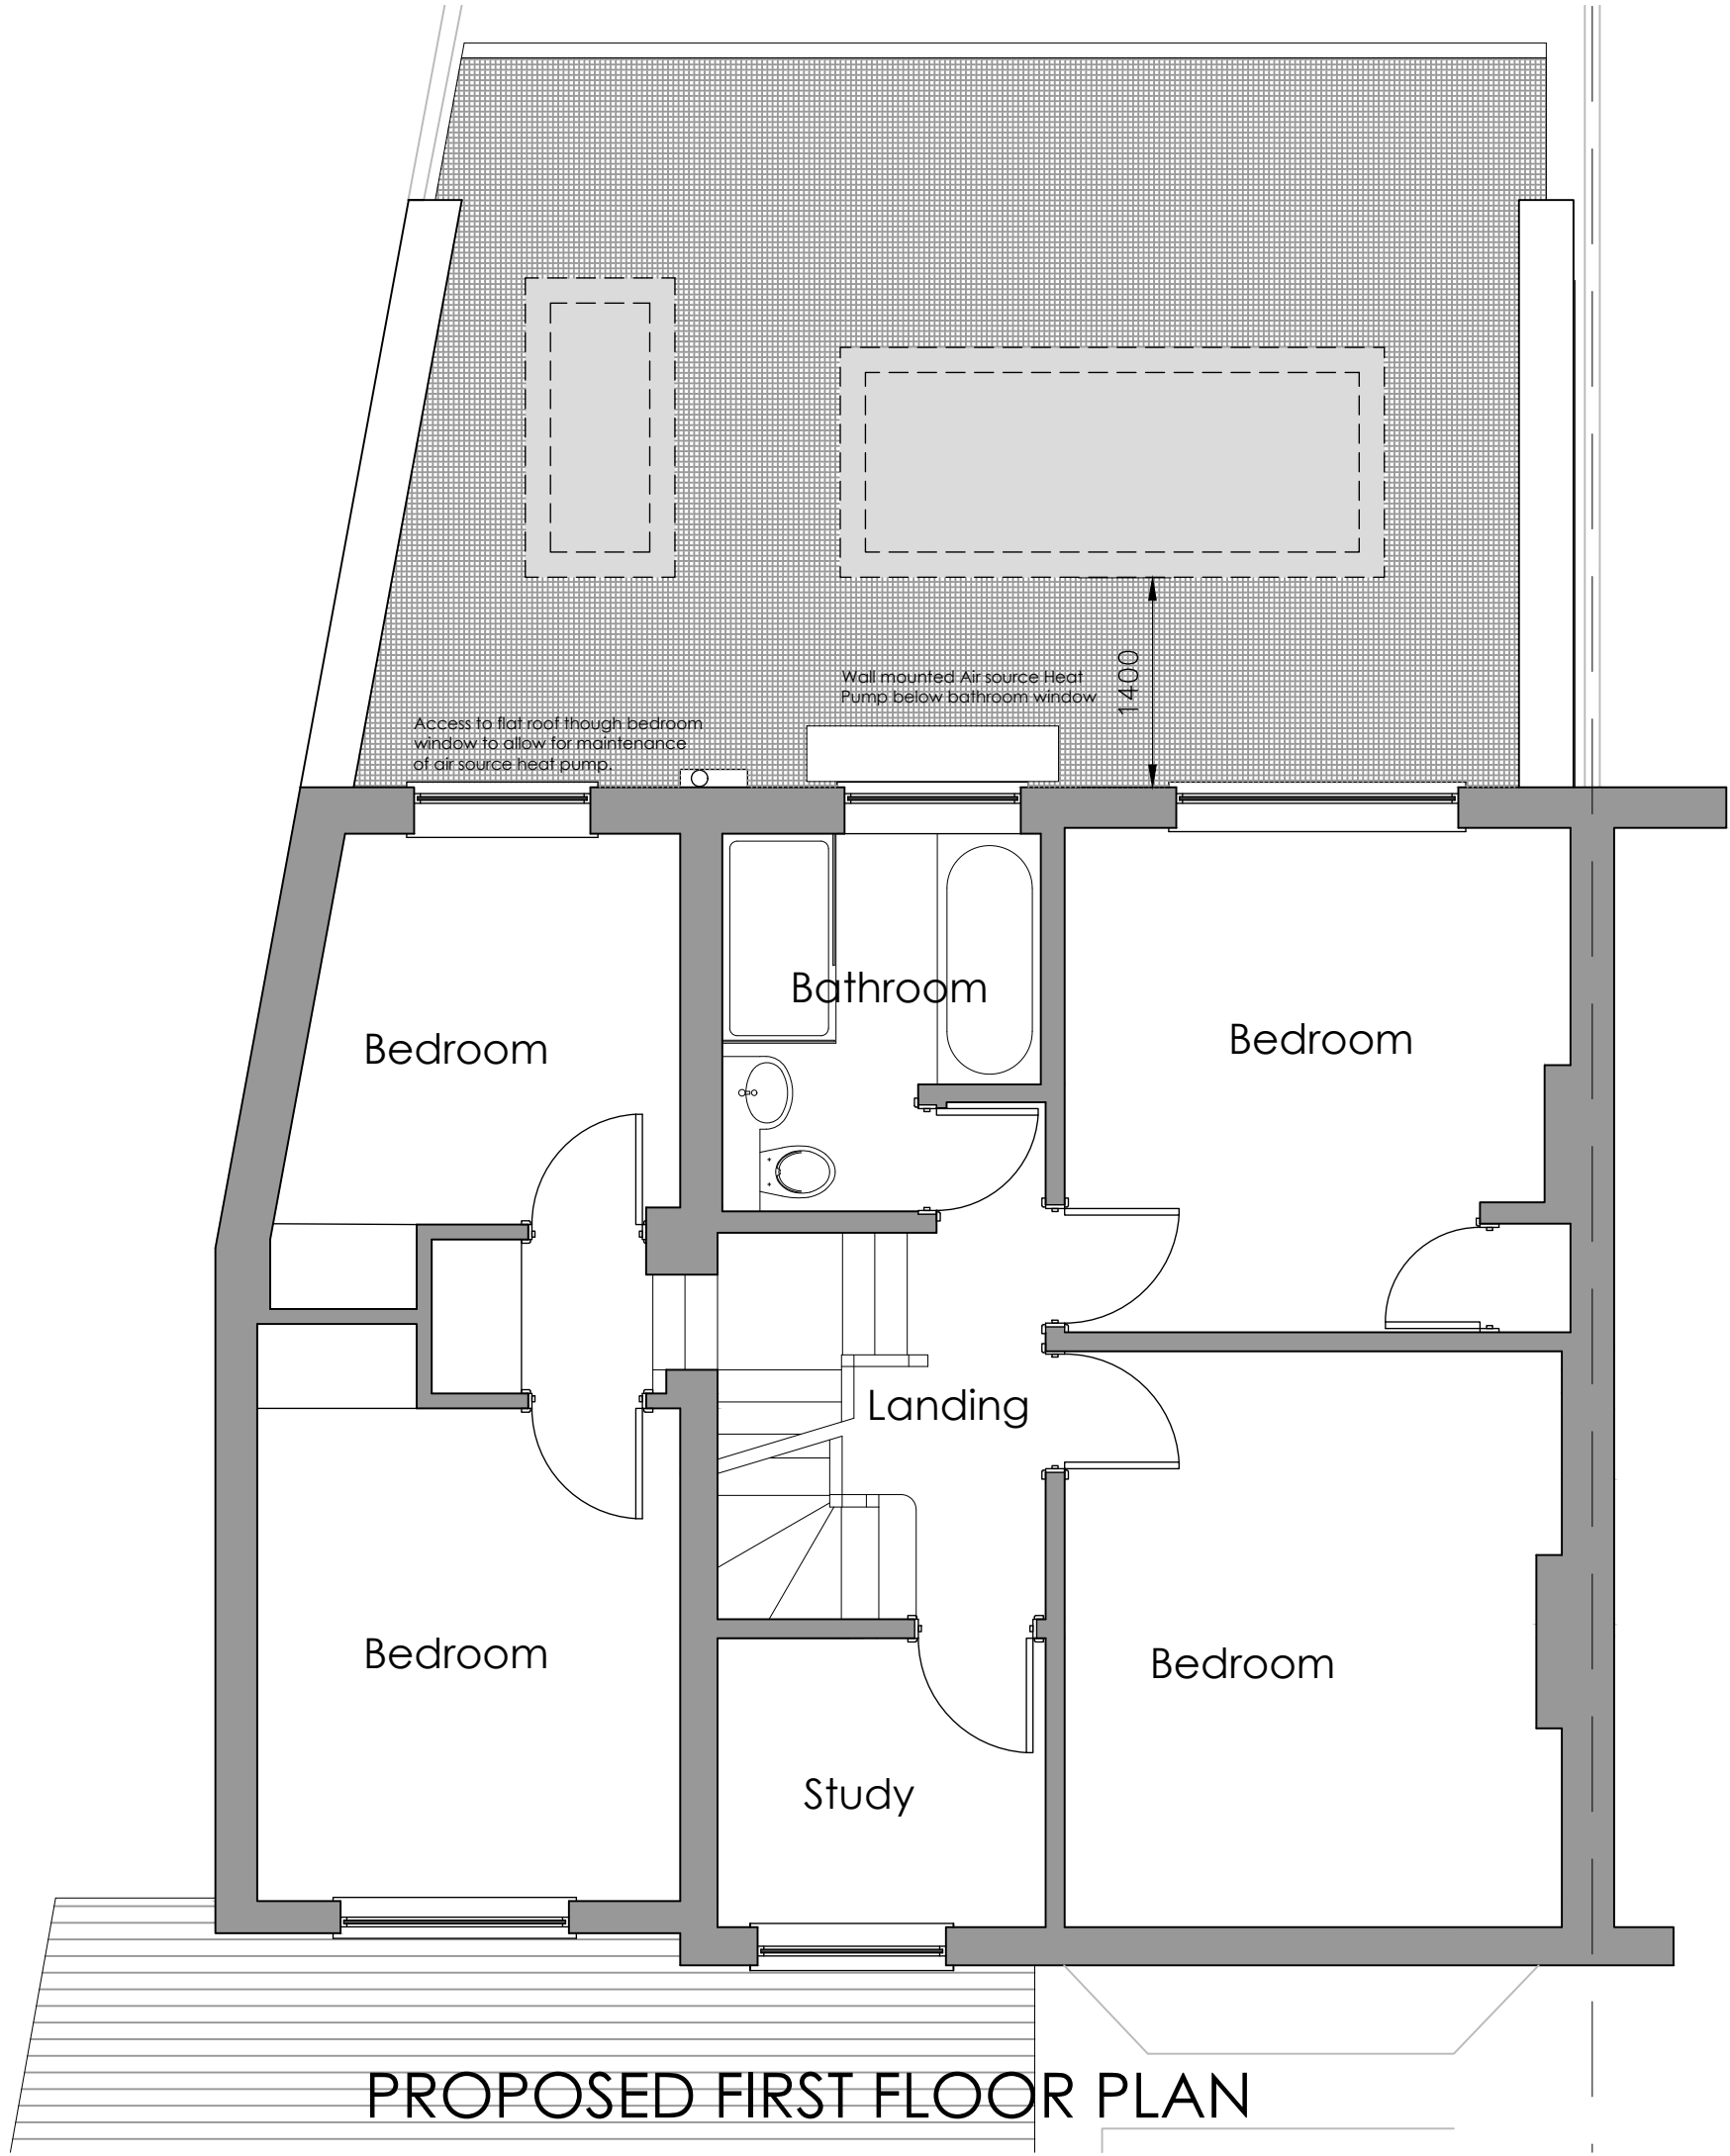 Wall mounted Air source Heat
Pump below bathroom window
1400
Access to flat roof though bedroom
window to allow for maintenance
of air source heat pump.
Bathroom
Bedroom
Bedroom
Landing
Bedroom
Bedroom
Study
PROPOSED FIRST FLOOR PLAN